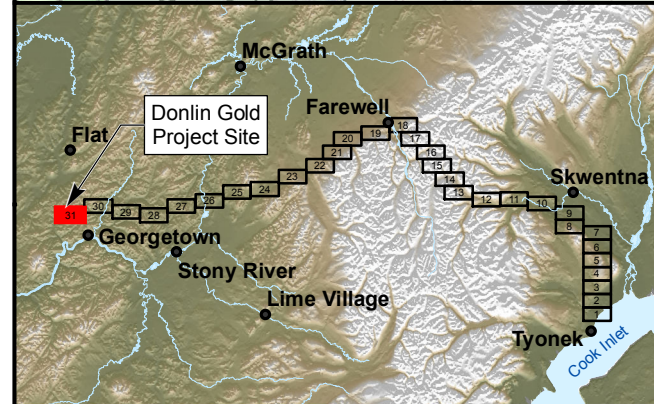 McGrath
Donlin Gold
Project Site
Farewell
Flat
Skwentna
Georgetown
Stony River
Lime Village
Tyonek
Cook Inlet
31
30
29
28
27
26
25
24
23
22
21
20
19
18
17
16
15
14
13
12
11
10
9
8
7
6
5
4
3
2
1